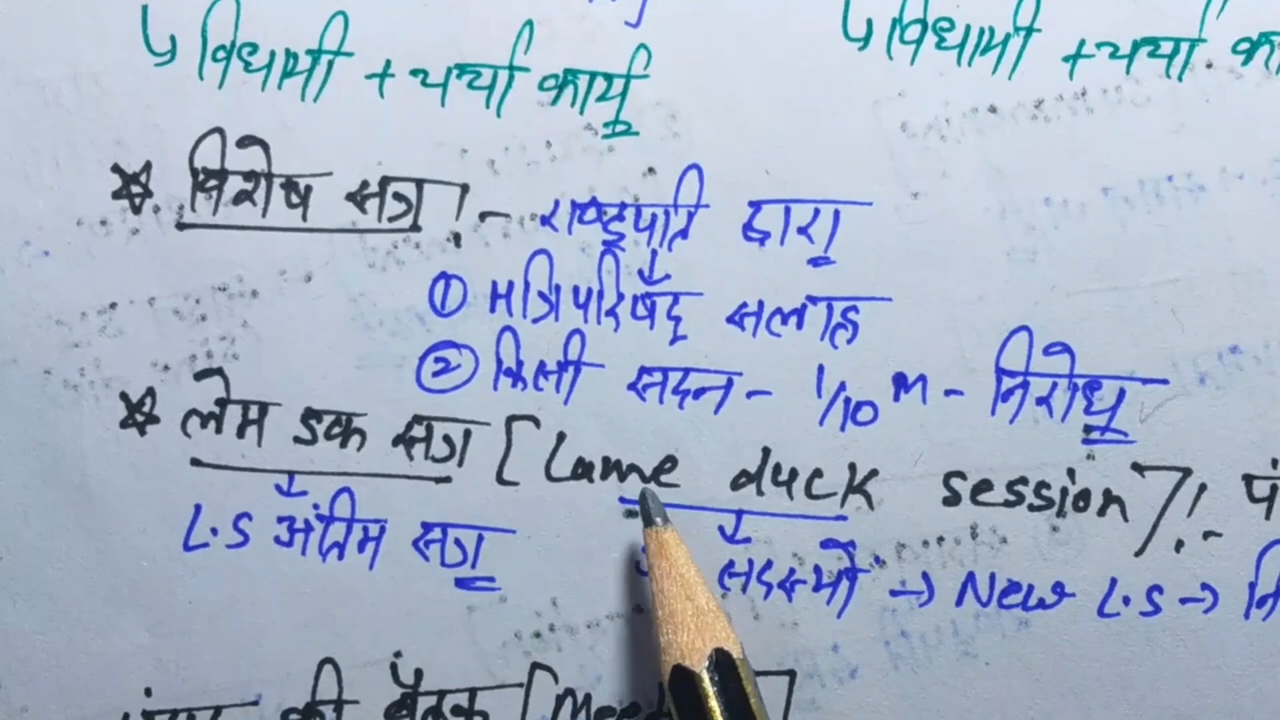 ↳ विधायी + चर्चा कार्य ↳ विधायी + चर्चा
☆. विशेष सत्र :- राष्ट्रपति द्वारा
① मंत्रिपरिषद् सलाह
② किसी सदन - 1/10 m - निरोध
☆ लेम डक सत्र [Lame duck session] :-
L.S अंतिम सत्र सदस्यों → New L.S →
की बैठक